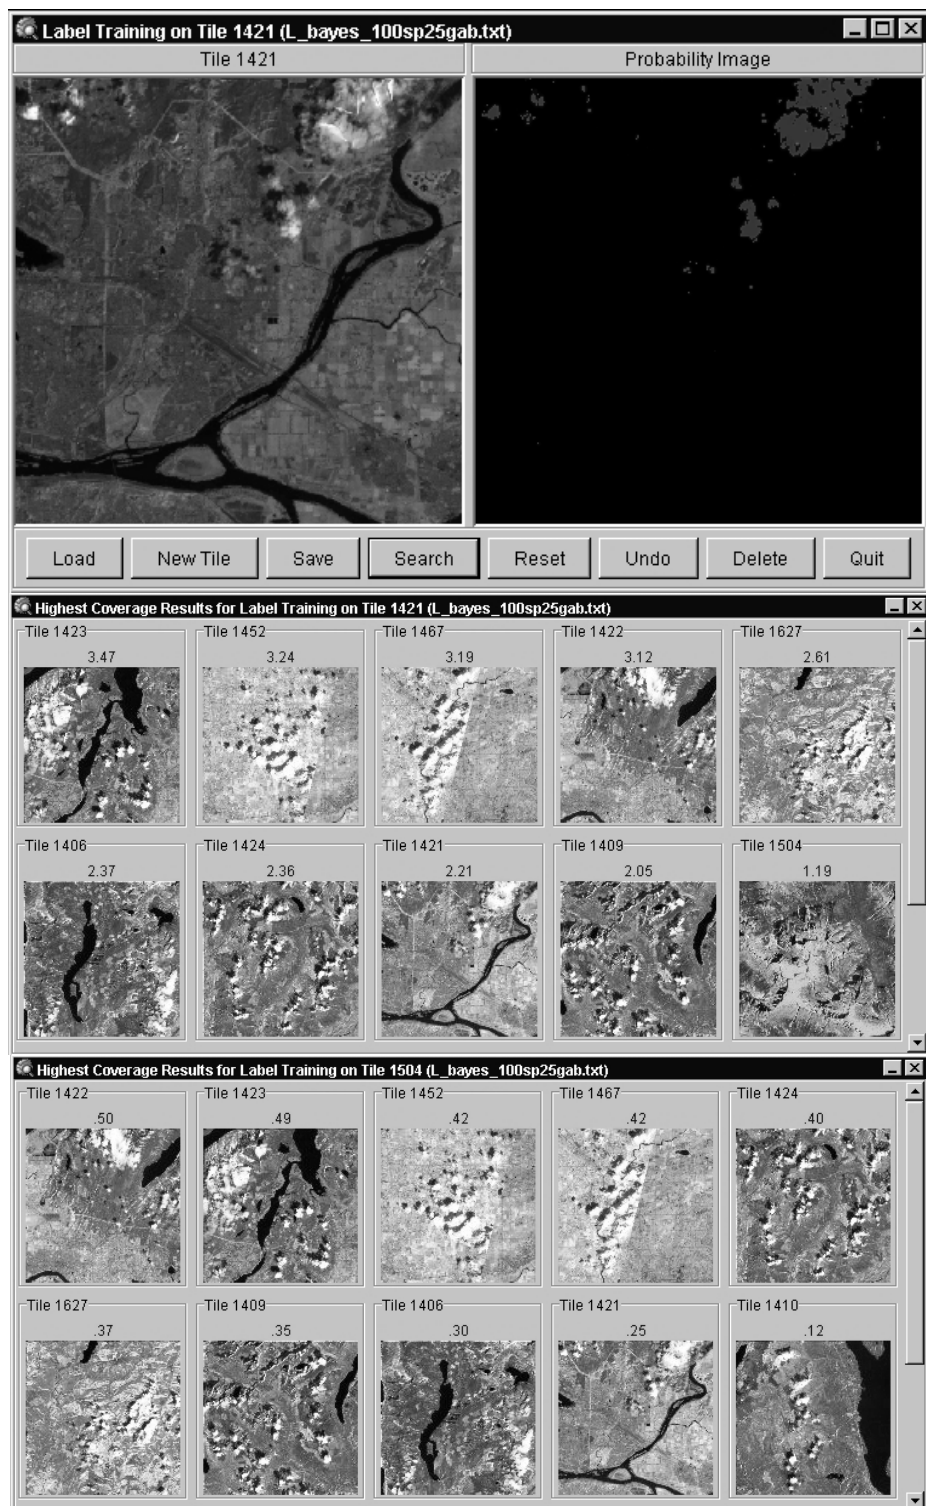 Label Training on Tile 1421 (L_bayes_100sp25gab.txt)
Tile 1421 Probability Image
Load New Tile Save Search Reset Undo Delete Quit
Highest Coverage Results for Label Training on Tile 1421 (L_bayes_100sp25gab.txt)
Tile 1423 Tile 1452 Tile 1467 Tile 1422 Tile 1627
3.47 3.24 3.19 3.12 2.61
Tile 1406 Tile 1424 Tile 1421 Tile 1409 Tile 1504
2.37 2.36 2.21 2.05 1.19
Highest Coverage Results for Label Training on Tile 1504 (L_bayes_100sp25gab.txt)
Tile 1422 Tile 1423 Tile 1452 Tile 1467 Tile 1424
.50 .49 .42 .42 .40
Tile 1627 Tile 1409 Tile 1406 Tile 1421 Tile 1410
.37 .35 .30 .25 .12